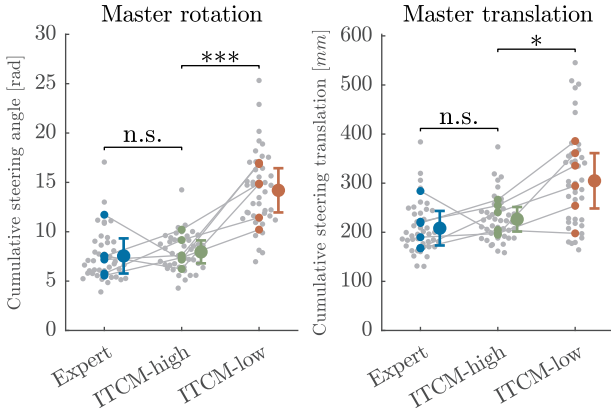 Master rotation
Cumulative steering angle [rad]
30
25
20
15
10
5
0
n.s.
***
Expert
ITCM-high
ITCM-low
Master translation
Cumulative steering translation [mm]
600
500
400
300
200
100
0
n.s.
*
Expert
ITCM-high
ITCM-low